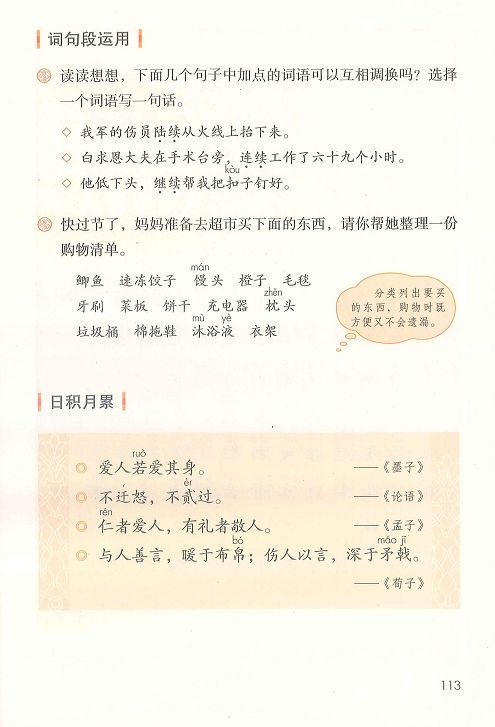 词句段运用
读读想想，下面几个句子中加点的词语可以互相调换吗？选择
一个词语写一句话。
◇ 我军的伤员陆续从火线上抬下来。
◇ 白求恩大夫在手术台旁，连续工作了六十九个小时。
kòu
◇ 他低下头，继续帮我把扣子钉好。
快过节了，妈妈准备去超市买下面的东西，请你帮她整理一份
购物清单。
mán
鲫鱼 速冻饺子 馒头 橙子 毛毯
zhěn
牙刷 菜板 饼干 充电器 枕头
mù yè
垃圾桶 棉拖鞋 沐浴液 衣架
分类列出要买
的东西，购物时既
方便又不会遗漏。
日积月累
ruò
爱人若爱其身。 ——《墨子》
èr
不迁怒，不贰过。 ——《论语》
rén
仁者爱人，有礼者敬人。 ——《孟子》
bó máo jǐ
与人善言，暖于布帛；伤人以言，深于矛戟。
——《荀子》
113